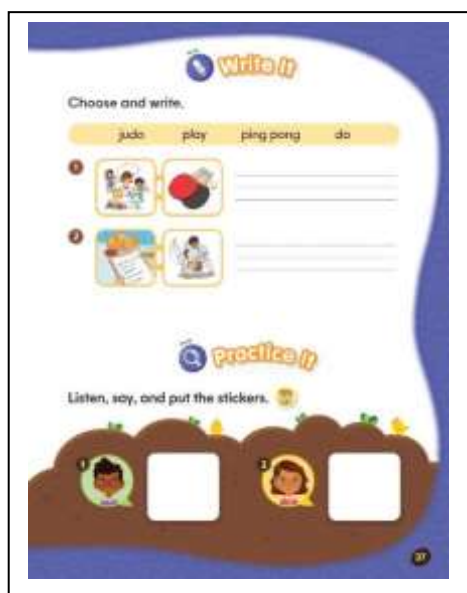 Write It
Choose and write.
judo play ping pong do
1
2
Practice It
Listen, say, and put the stickers.
1
2
37